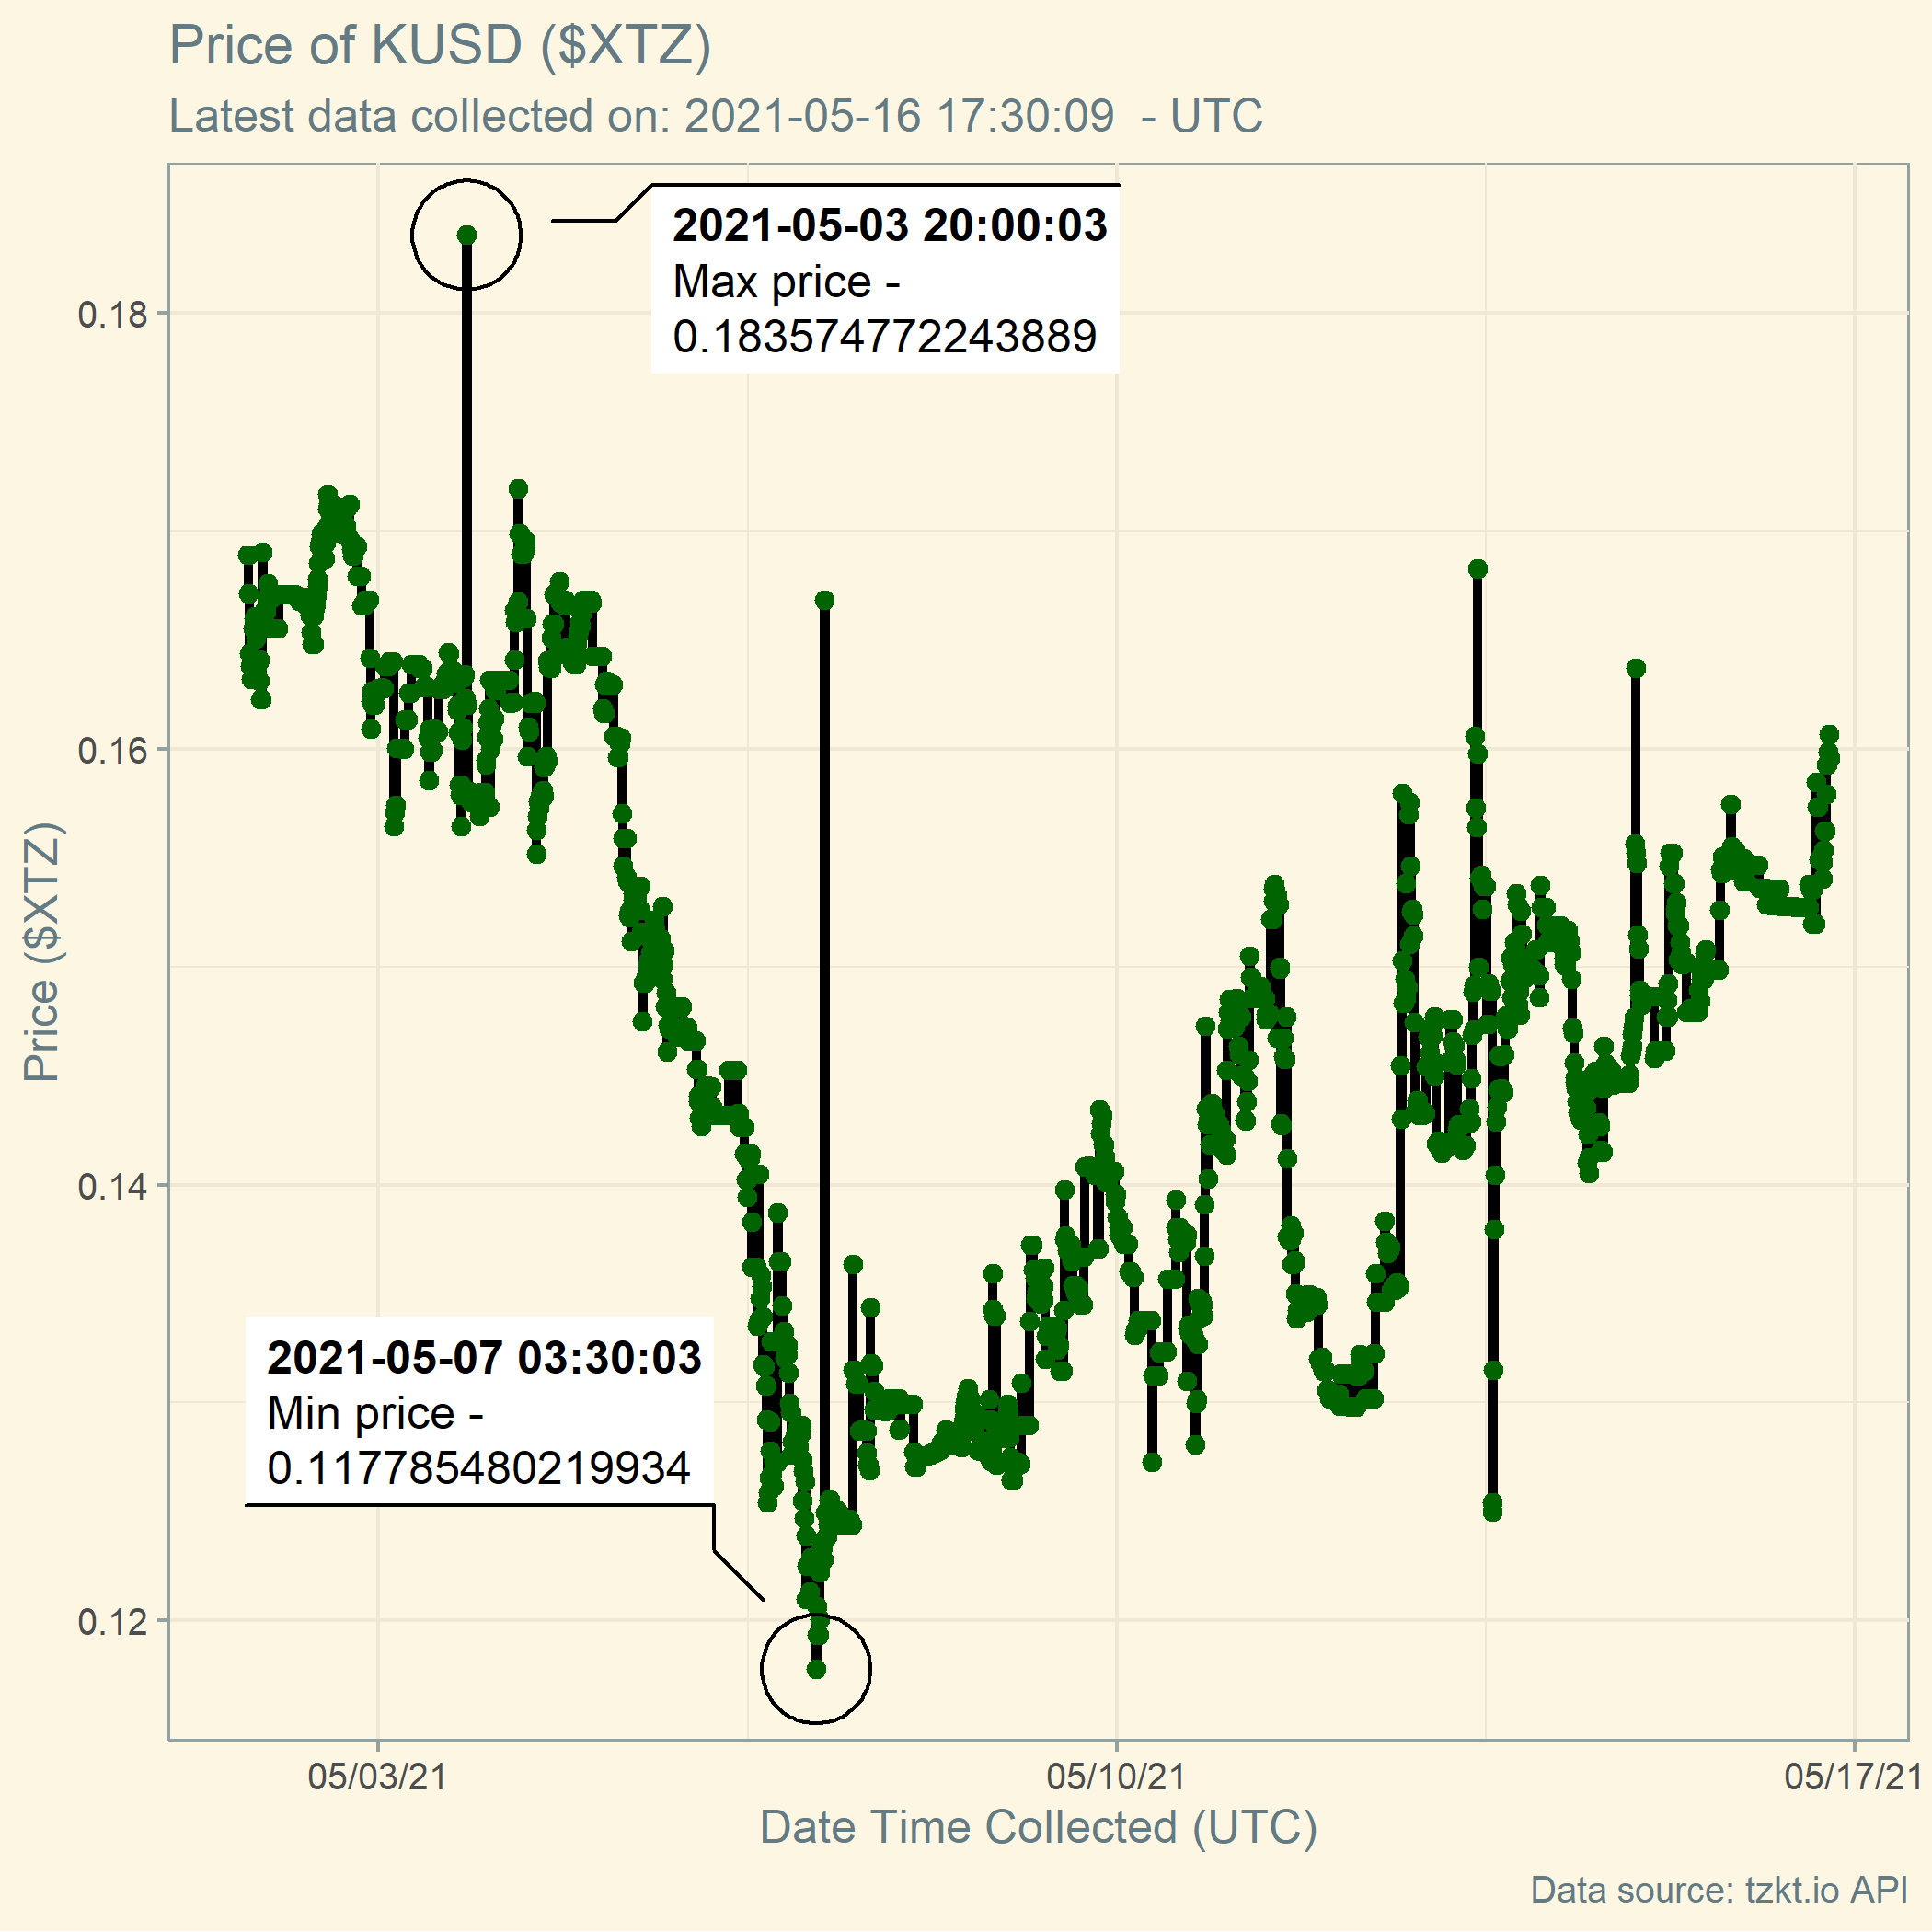 Price of KUSD ($XTZ)
Latest data collected on: 2021-05-16 17:30:09  - UTC
2021-05-03 20:00:03
Max price -
0.183574772243889
0.18
0.16
Price ($XTZ)
0.14
2021-05-07 03:30:03
Min price -
0.117785480219934
0.12
05/03/21
05/10/21
05/17/21
Date Time Collected (UTC)
Data source: tzkt.io API